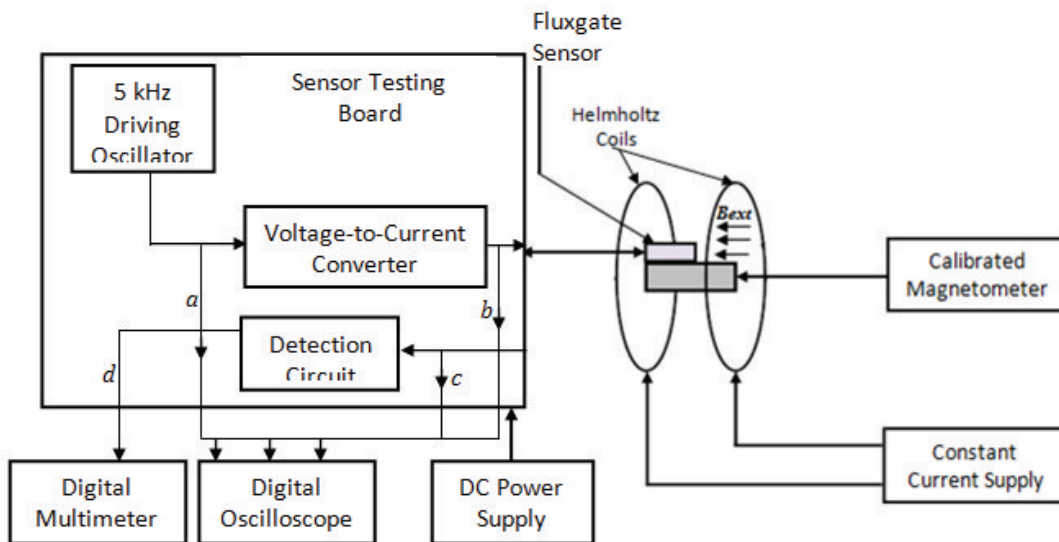 Fluxgate
Sensor
Sensor Testing
Board
5 kHz
Driving
Oscillator
Helmholtz
Coils
Bext
Voltage-to-Current
Converter
Calibrated
Magnetometer
a
b
Detection
Circuit
c
d
Digital
Multimeter
Digital
Oscilloscope
DC Power
Supply
Constant
Current Supply